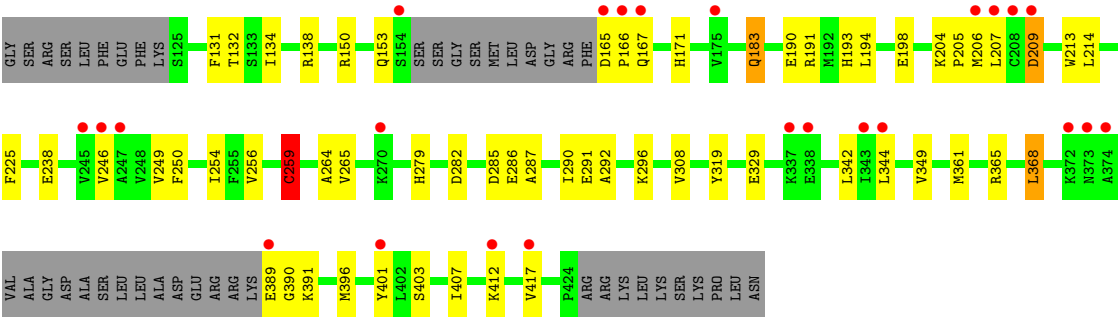 GLY SER ARG SER LEU PHE GLU PHE LYS S125 F131 T132 S133 I134 R138 R150 Q153 S154 SER SER GLY SER MET LEU ASP GLY ARG PHE D165 P166 Q167 H171 V175 Q183 E190 R191 M192 H193 L194 E198 K204 P205 M206 L207 C208 D209 W213 L214
F225 E238 V245 V246 A247 V248 V249 F250 I254 F255 V256 C259 A264 V265 K270 H279 D282 D285 E286 A287 I290 E291 A292 K296 V308 Y319 E329 K337 E338 L342 I343 L344 V349 M361 R365 L368 K372 N373 A374
VAL ALA GLY ASP ALA SER LEU LEU ALA ASP GLU ARG ARG LYS E389 G390 K391 M396 Y401 L402 S403 I407 K412 V417 P424 ARG ARG LYS LEU LYS SER LYS PRO LEU ASN